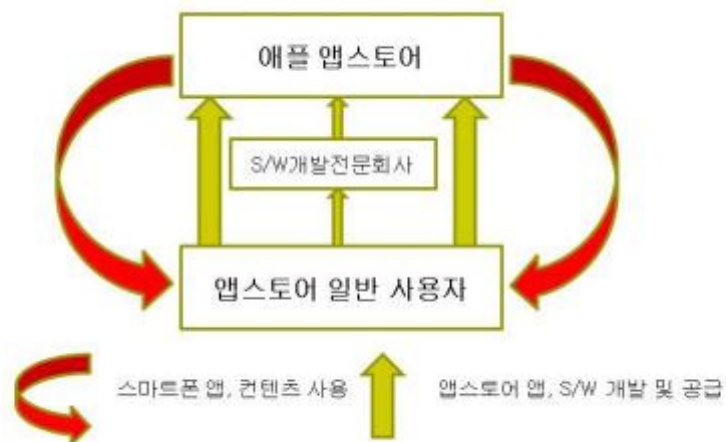 애플 앱스토어
S/W개발전문회사
앱스토어 일반 사용자
스마트폰 앱, 컨텐츠 사용
앱스토어 앱, S/W 개발 및 공급